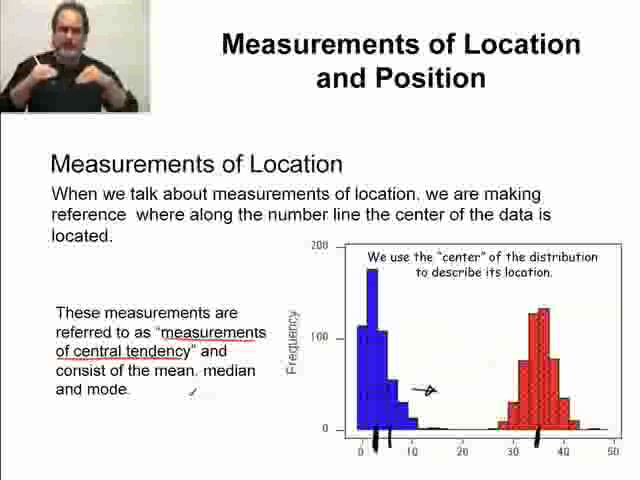 Measurements of Location
and Position
Measurements of Location
When we talk about measurements of location, we are making
reference where along the number line the center of the data is
located.
We use the "center" of the distribution
to describe its location.
These measurements are
referred to as "measurements
of central tendency" and
consist of the mean, median
and mode.
Frequency
200
100
0
0 10 20 30 40 50